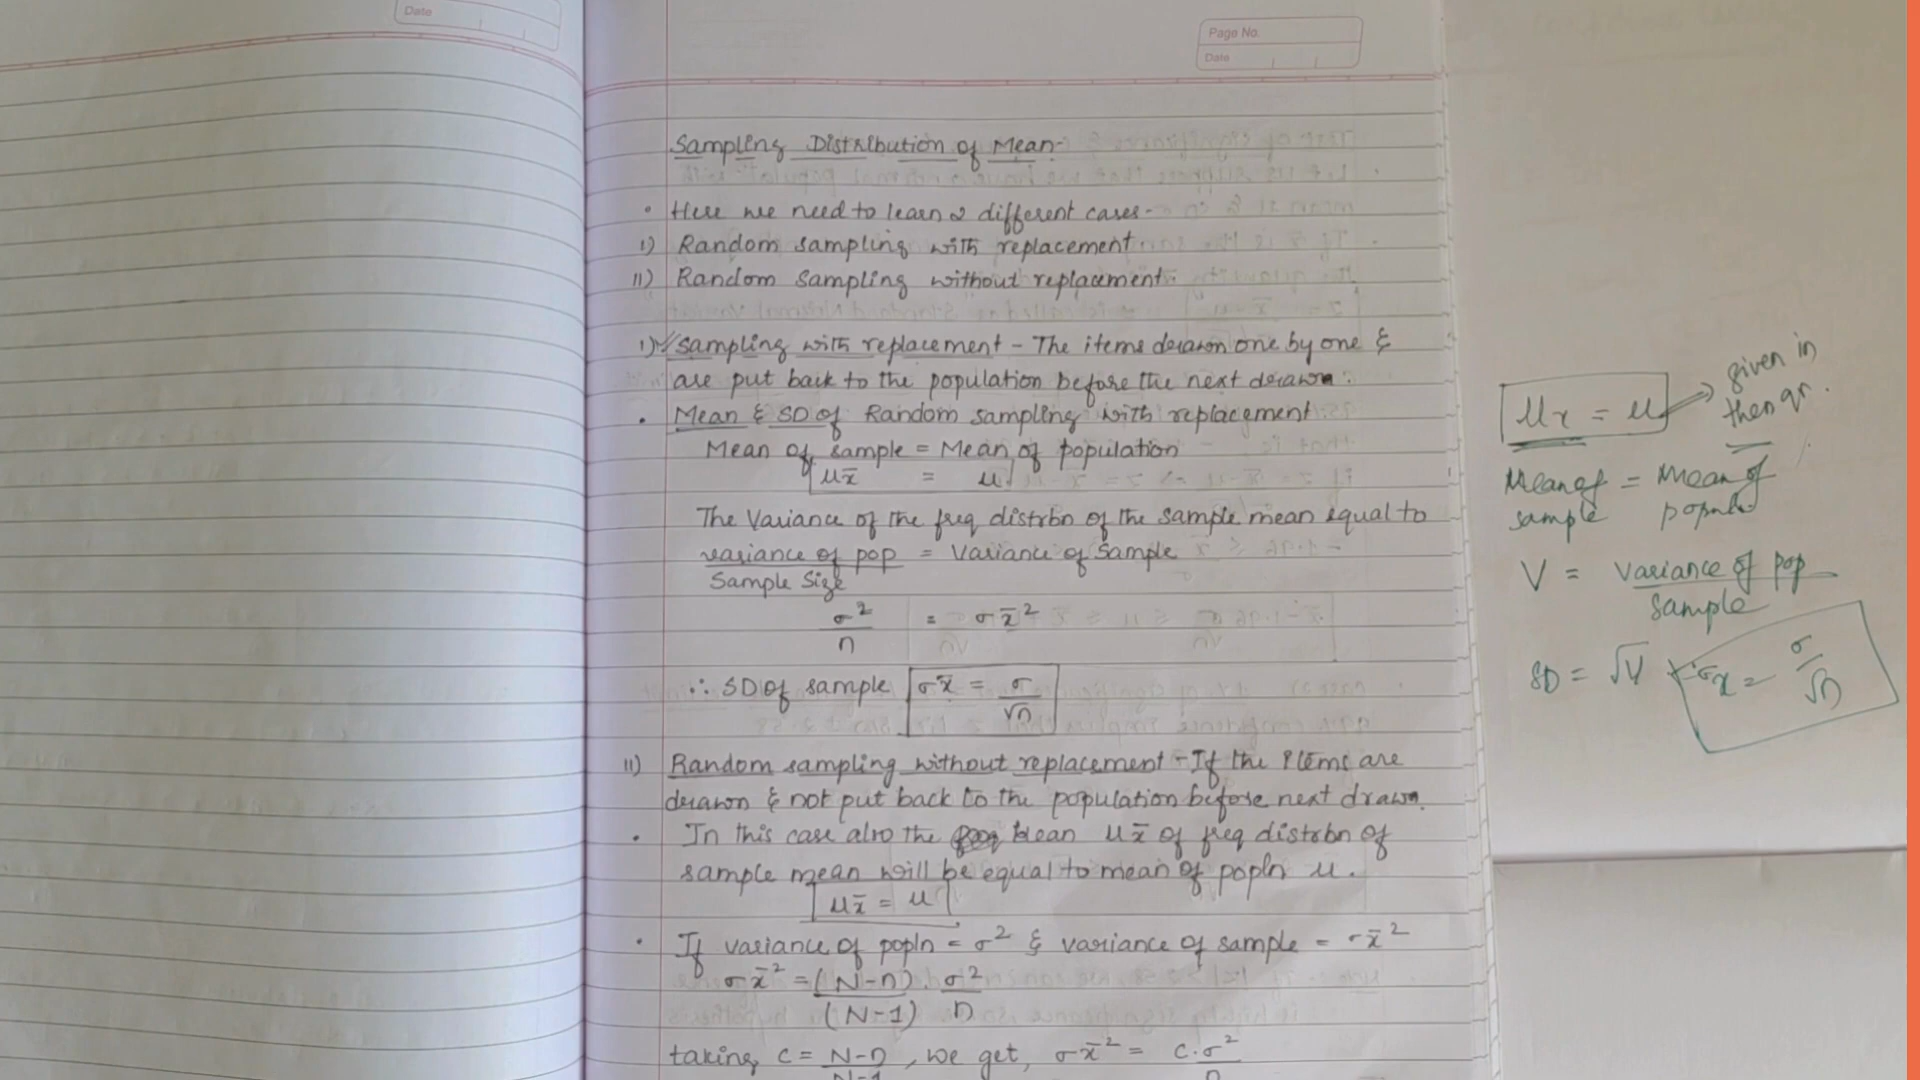 Date
Page No.
Date
Sampling Distribution of Mean-
• Here we need to learn 2 different cases-
i) Random sampling with replacement
ii) Random Sampling without replacement.
i) Sampling with replacement - The items drawn one by one &
are put back to the population before the next drawn.
• Mean & SD of Random sampling with replacement
Mean of sample = Mean of population
μx̄ = μ
The Variance of the freq distrbn of the sample mean equal to
variance of pop = Variance of Sample
Sample Size
σ²/n = σx̄²
∴ SD of sample σx̄ = σ/√n
ii) Random sampling without replacement - If the items are
drawn & not put back to the population before next drawn.
• In this case also the Mean μx̄ of freq distrbn of
sample mean will be equal to mean of popln μ.
μx̄ = μ
• If variance of popln = σ² & variance of sample = σx̄²
σx̄² = (N-n)/(N-1) . σ²/n
taking c = N-n/N-1, we get, σx̄² = c.σ²/n
μx = μ → given in
then qr.
Mean of = Mean of
sample popul
V = variance of pop
sample
SD = √V σx = σ/√n